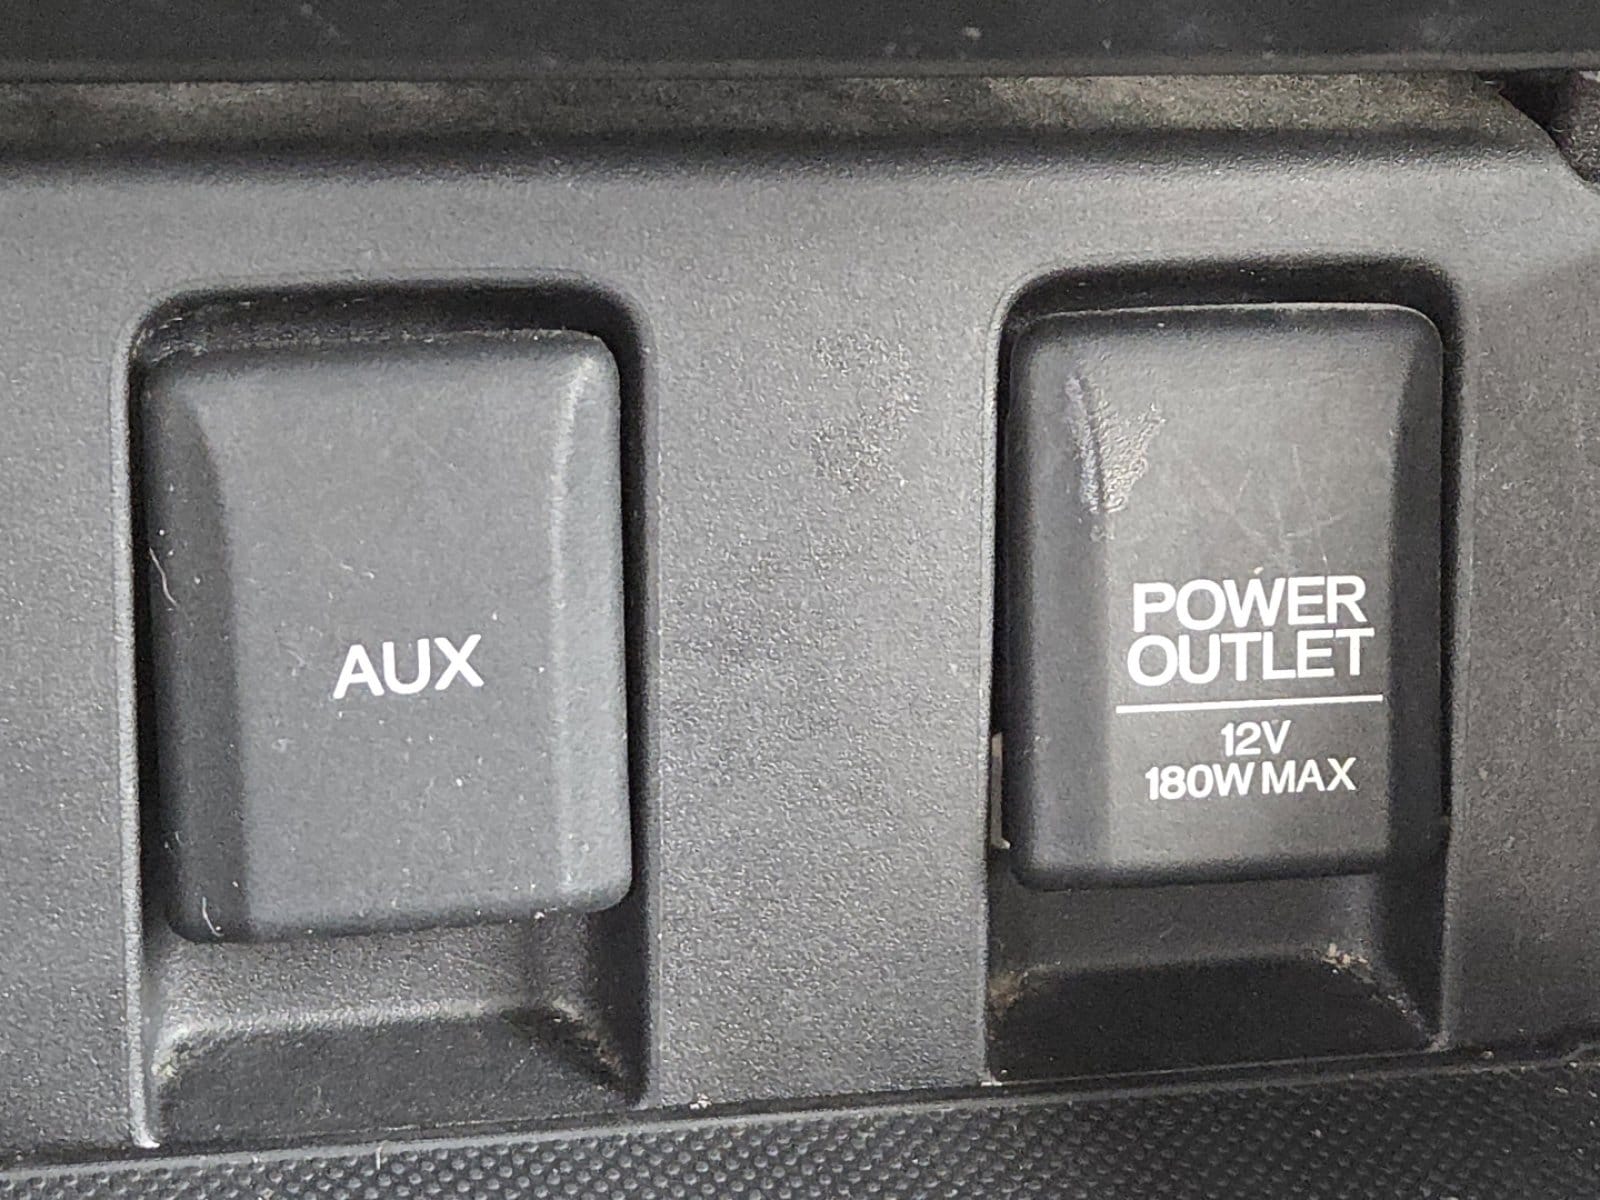 AUX
POWER
OUTLET
12V
180W MAX